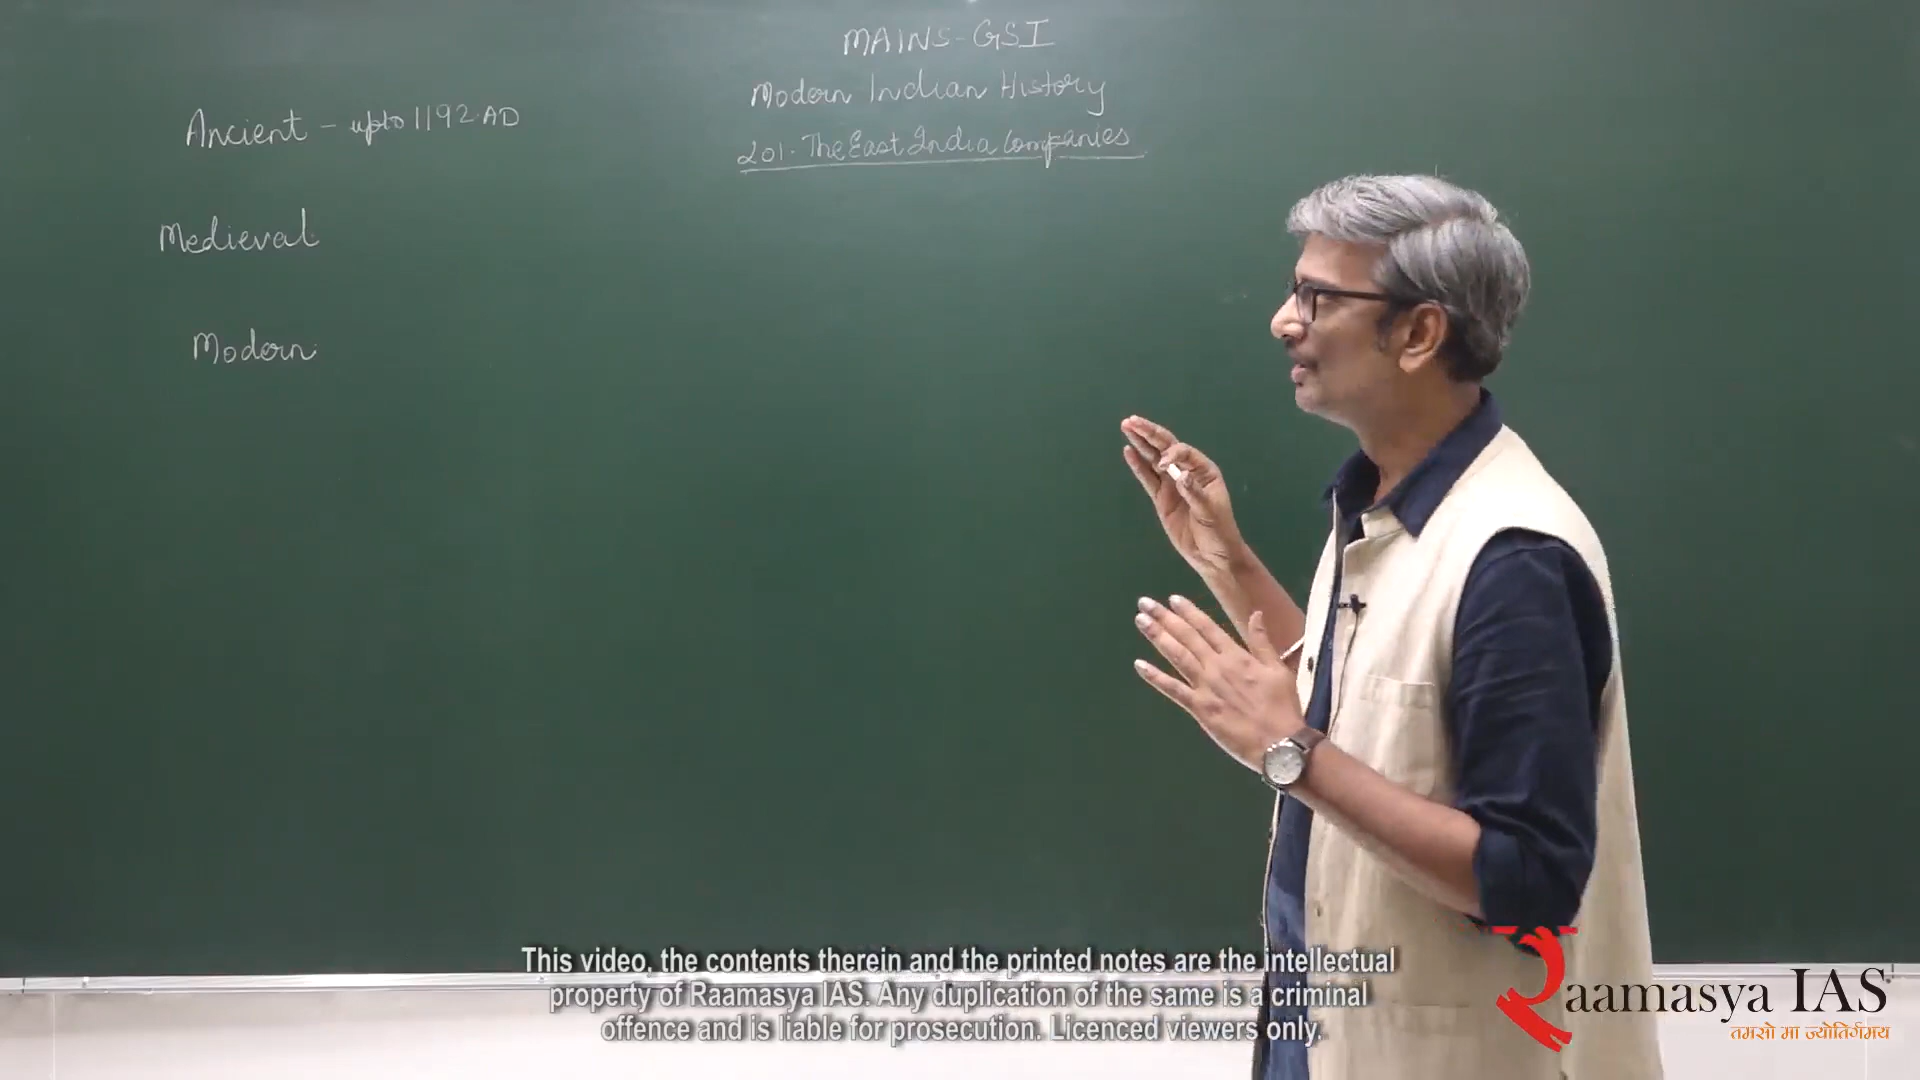 MAINS-GSI
Modern Indian History
201. The East India Companies
Ancient - upto 1192 AD
Medieval
Modern
This video, the contents therein and the printed notes are the intellectual
property of Raamasya IAS. Any duplication of the same is a criminal
offence and is liable for prosecution. Licenced viewers only.
Raamasya IAS
तमसो मा ज्योतिर्गमय